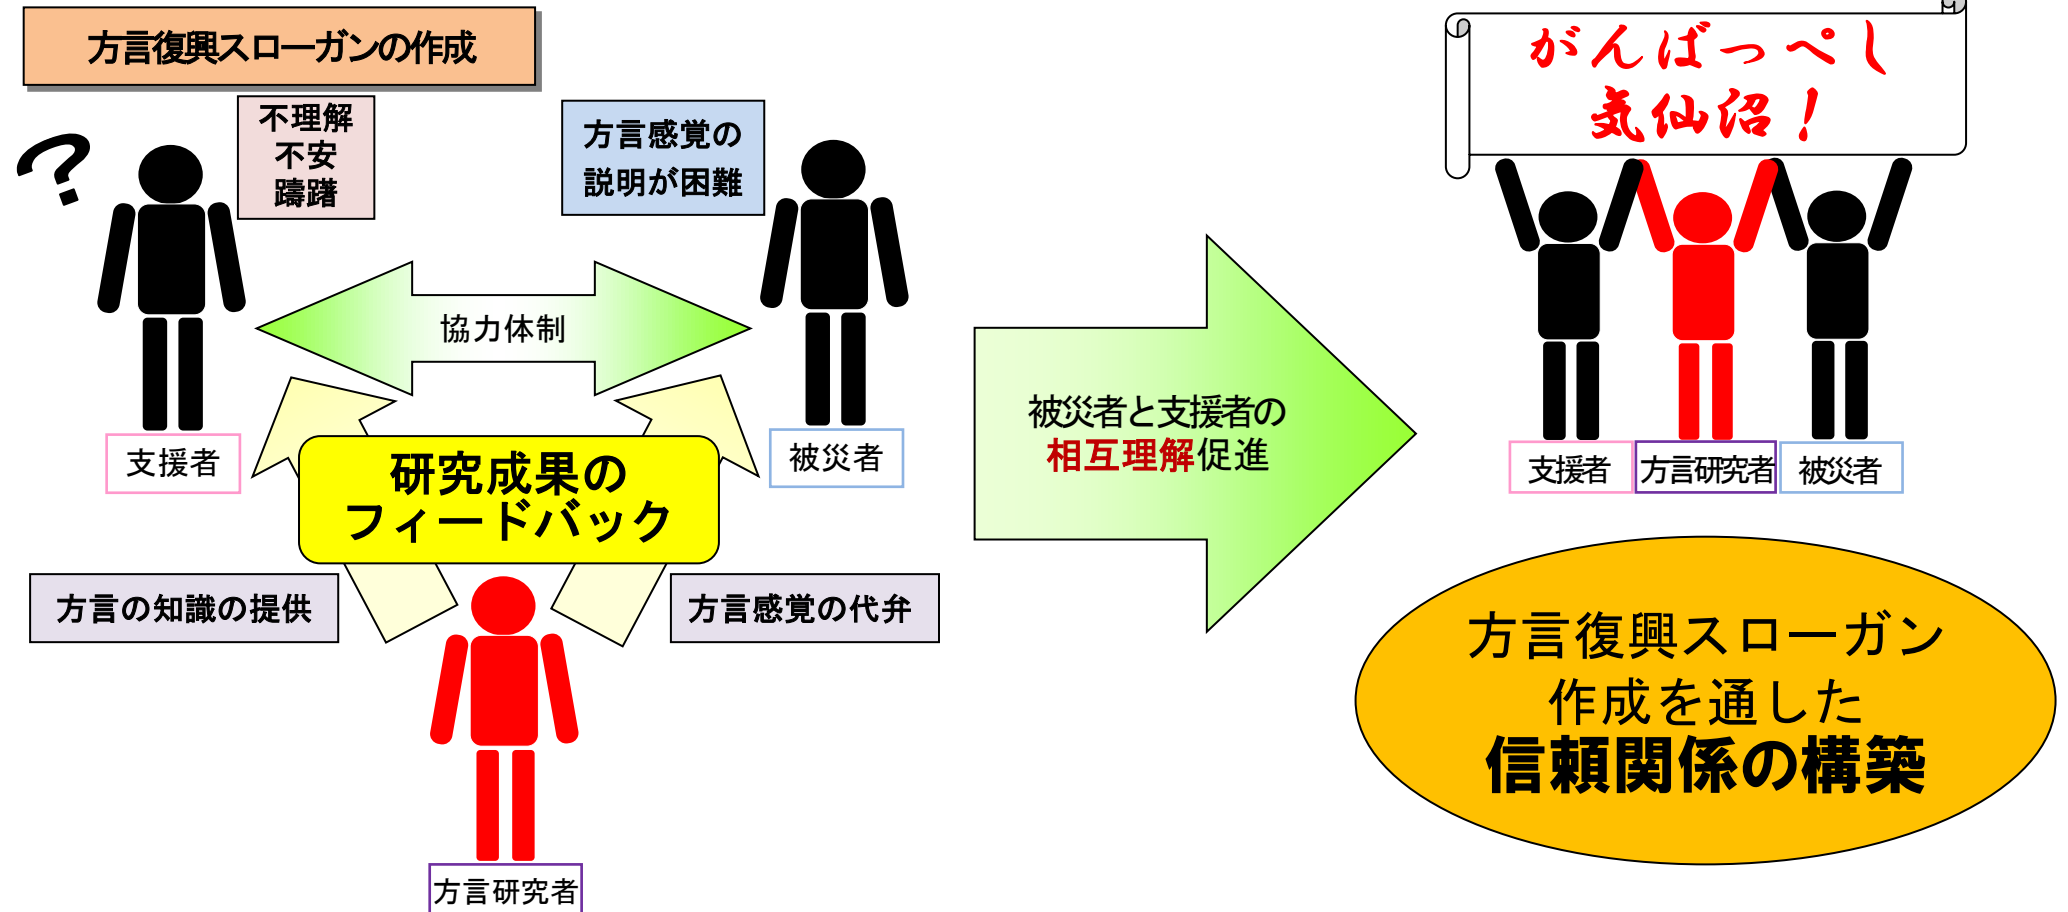 方言復興スローガンの作成
不理解
不安
躊躇
方言感覚の
説明が困難
？
協力体制
支援者
被災者
研究成果の
フィードバック
方言の知識の提供
方言感覚の代弁
方言研究者
被災者と支援者の
相互理解促進
がんばっぺし
気仙沼！
支援者
方言研究者
被災者
方言復興スローガン
作成を通した
信頼関係の構築